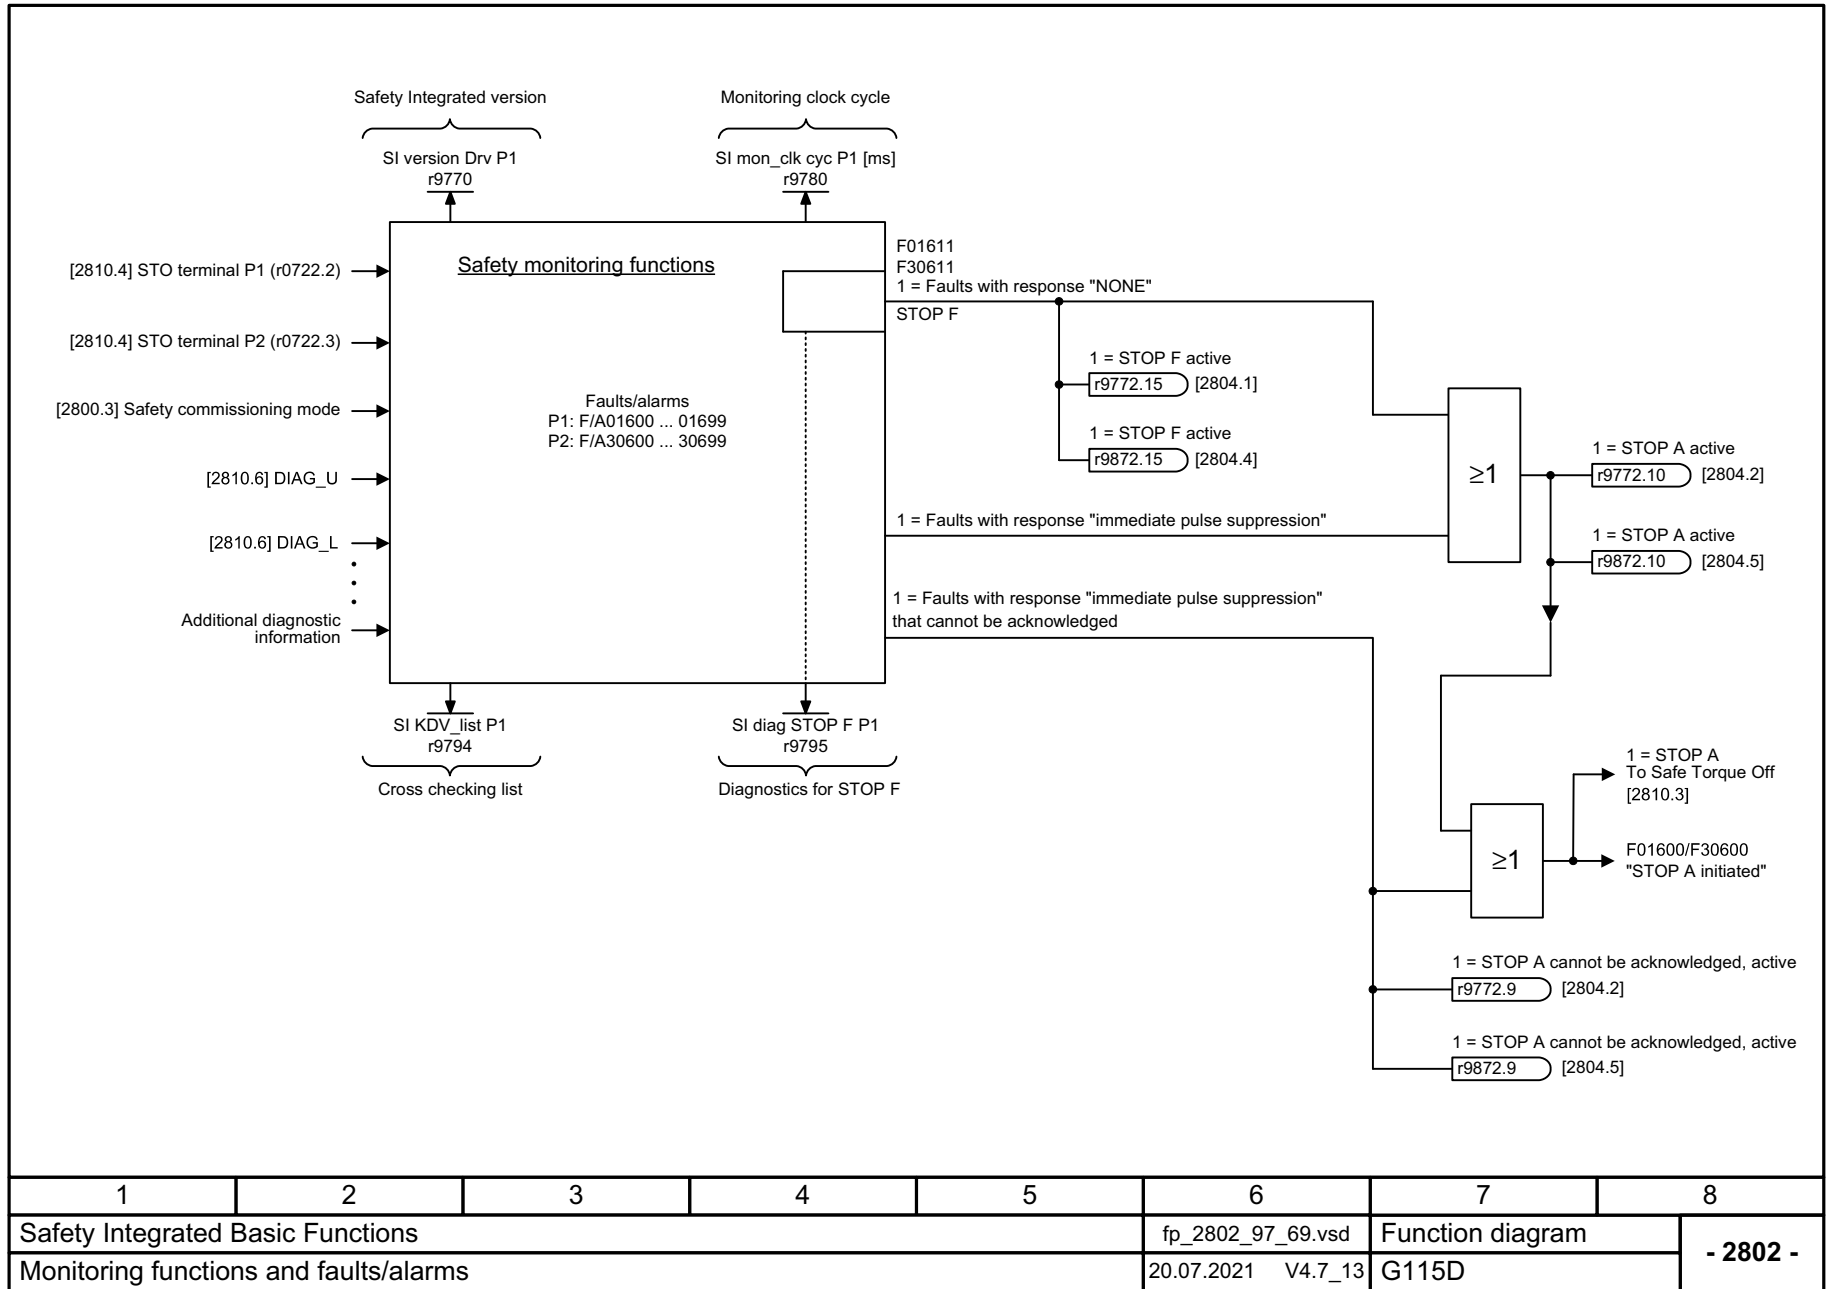 Safety Integrated version
SI version Drv P1
r9770
Monitoring clock cycle
SI mon_clk cyc P1 [ms]
r9780
[2810.4] STO terminal P1 (r0722.2)
[2810.4] STO terminal P2 (r0722.3)
[2800.3] Safety commissioning mode
[2810.6] DIAG_U
[2810.6] DIAG_L
Additional diagnostic
information
Safety monitoring functions
Faults/alarms
P1: F/A01600 ... 01699
P2: F/A30600 ... 30699
SI KDV_list P1
r9794
Cross checking list
SI diag STOP F P1
r9795
Diagnostics for STOP F
F01611
F30611
1 = Faults with response "NONE"
STOP F
1 = STOP F active
r9772.15 [2804.1]
1 = STOP F active
r9872.15 [2804.4]
1 = Faults with response "immediate pulse suppression"
1 = Faults with response "immediate pulse suppression"
that cannot be acknowledged
≥1
1 = STOP A active
r9772.10 [2804.2]
1 = STOP A active
r9872.10 [2804.5]
≥1
1 = STOP A
To Safe Torque Off
[2810.3]
F01600/F30600
"STOP A initiated"
1 = STOP A cannot be acknowledged, active
r9772.9 [2804.2]
1 = STOP A cannot be acknowledged, active
r9872.9 [2804.5]
1 2 3 4 5 6 7 8
Safety Integrated Basic Functions
fp_2802_97_69.vsd
Function diagram
- 2802 -
Monitoring functions and faults/alarms
20.07.2021 V4.7_13
G115D